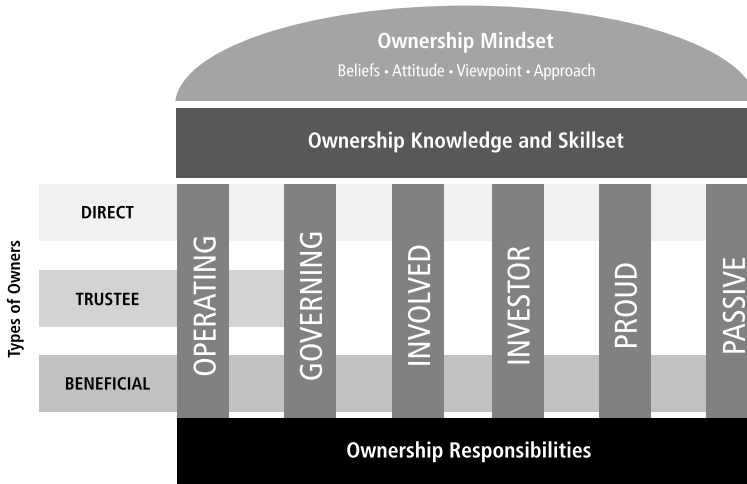 Ownership Mindset
Beliefs • Attitude • Viewpoint • Approach
Ownership Knowledge and Skillset
Types of Owners
DIRECT
TRUSTEE
BENEFICIAL
OPERATING
GOVERNING
INVOLVED
INVESTOR
PROUD
PASSIVE
Ownership Responsibilities